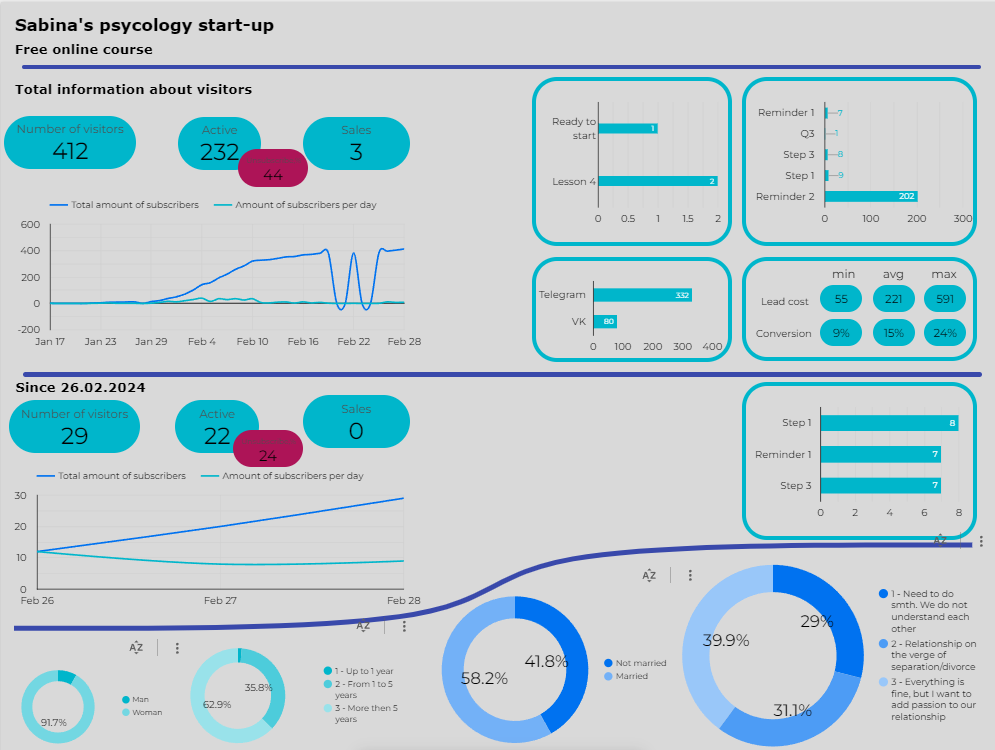 Sabina's psycology start-up
Free online course
Total information about visitors
Number of visitors
412
Active
232
44
Sales
3
Total amount of subscribers
Amount of subscribers per day
600
400
200
0
-200
Jan 17
Jan 23
Jan 29
Feb 4
Feb 10
Feb 16
Feb 22
Feb 28
Ready to
start
1
Lesson 4
2
0
0.5
1
1.5
2
Reminder 1
7
Q3
1
Step 3
8
Step 1
9
Reminder 2
202
0
100
200
300
Telegram
332
VK
80
0
100
200
300
400
min
avg
max
Lead cost
55
221
591
Conversion
9%
15%
24%
Since 26.02.2024
Number of visitors
29
Active
22
24
Sales
0
Total amount of subscribers
Amount of subscribers per day
30
20
10
0
Feb 26
Feb 27
Feb 28
Step 1
8
Reminder 1
7
Step 3
7
0
2
4
6
8
AZ
AZ
AZ
AZ
91.7%
Man
Woman
35.8%
62.9%
1 - Up to 1 year
2 - From 1 to 5
years
3 - More then 5
years
41.8%
58.2%
Not married
Married
29%
39.9%
31.1%
1 - Need to do
smth. We do not
understand each
other
2 - Relationship on
the verge of
separation/divorce
3 - Everything is
fine, but I want to
add passion to our
relationship